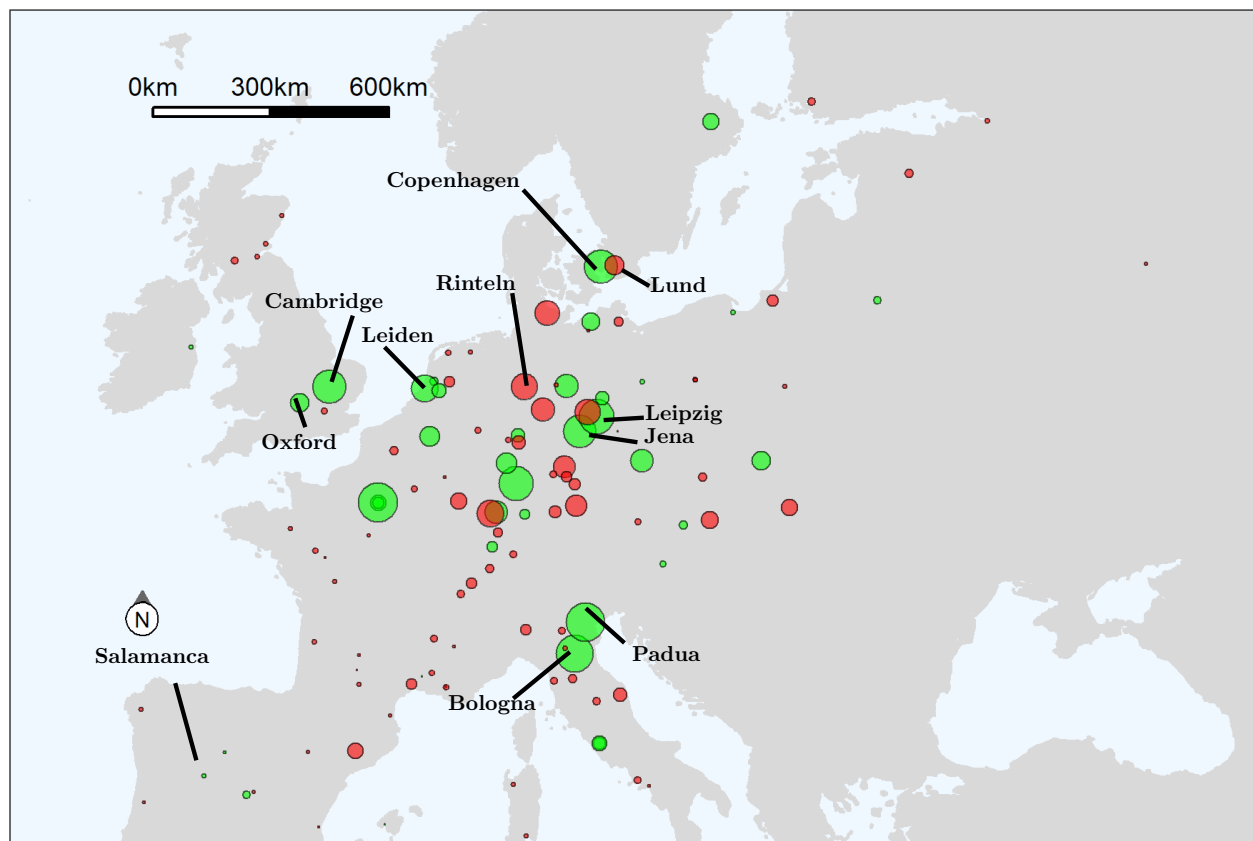 0km 300km 600km
Copenhagen
Rinteln
Lund
Cambridge
Leiden
Leipzig
Jena
Oxford
N
Salamanca
Padua
Bologna